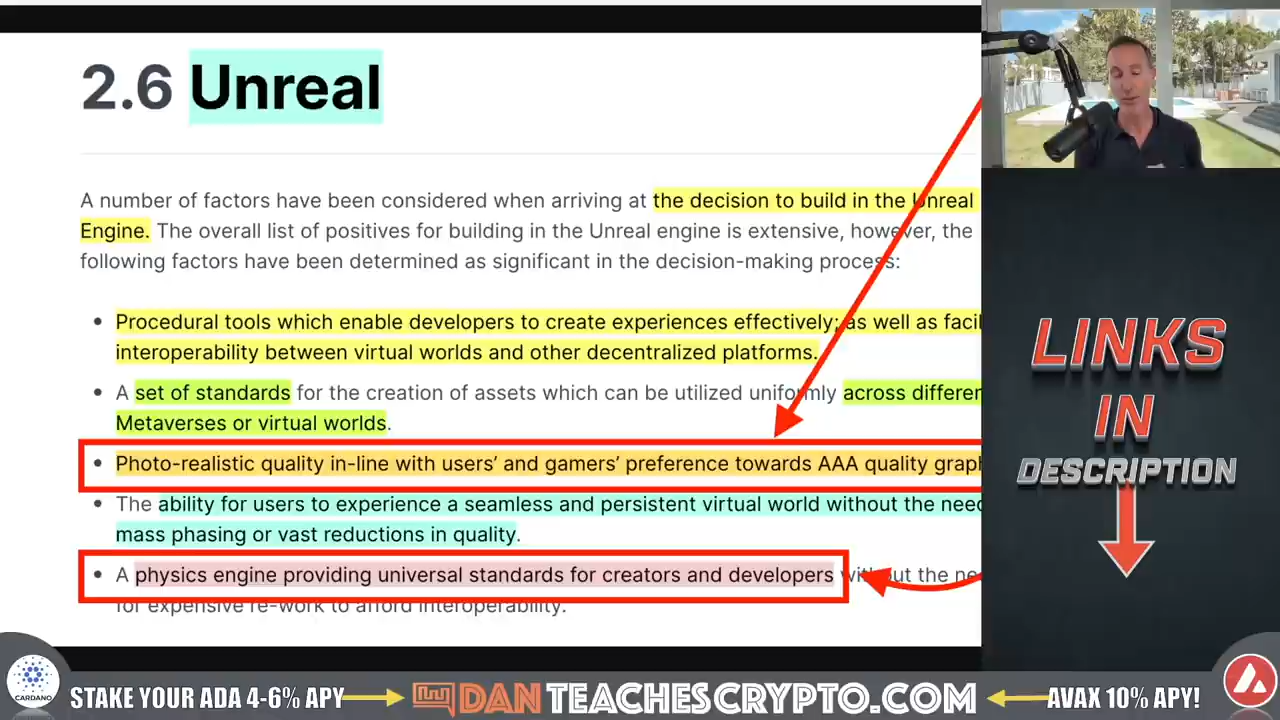 2.6 Unreal
A number of factors have been considered when arriving at the decision to build in the Unreal
Engine. The overall list of positives for building in the Unreal engine is extensive, however, the
following factors have been determined as significant in the decision-making process:
• Procedural tools which enable developers to create experiences effectively; as well as facil
interoperability between virtual worlds and other decentralized platforms.
• A set of standards for the creation of assets which can be utilized uniformly across differen
Metaverses or virtual worlds.
• Photo-realistic quality in-line with users’ and gamers’ preference towards AAA quality grap
• The ability for users to experience a seamless and persistent virtual world without the need
mass phasing or vast reductions in quality.
• A physics engine providing universal standards for creators and developers without the ne
for expensive re-work to afford interoperability.
LINKS
IN
DESCRIPTION
CARDANO
STAKE YOUR ADA 4-6% APY
DANTEACHESCRYPTO.COM
AVAX 10% APY!